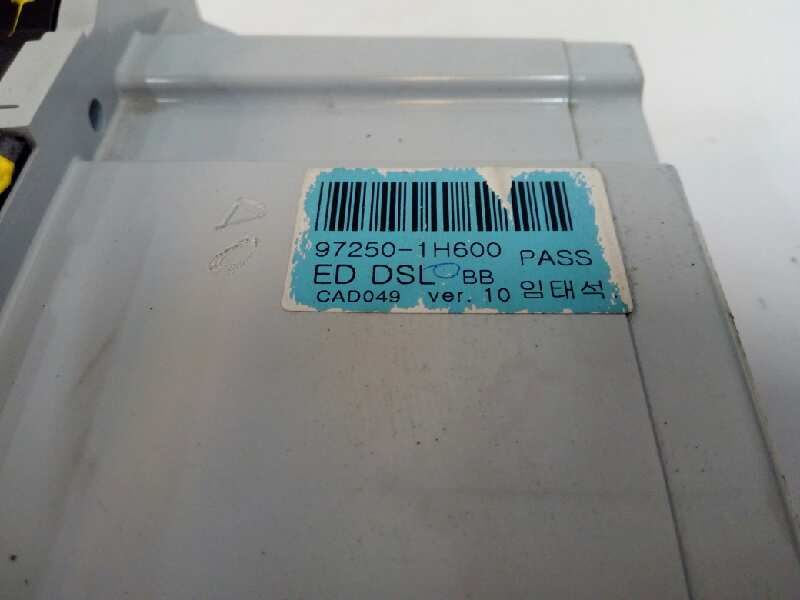 97250-1H600 PASS
ED DSL BB
CAD049 ver. 10 임태석